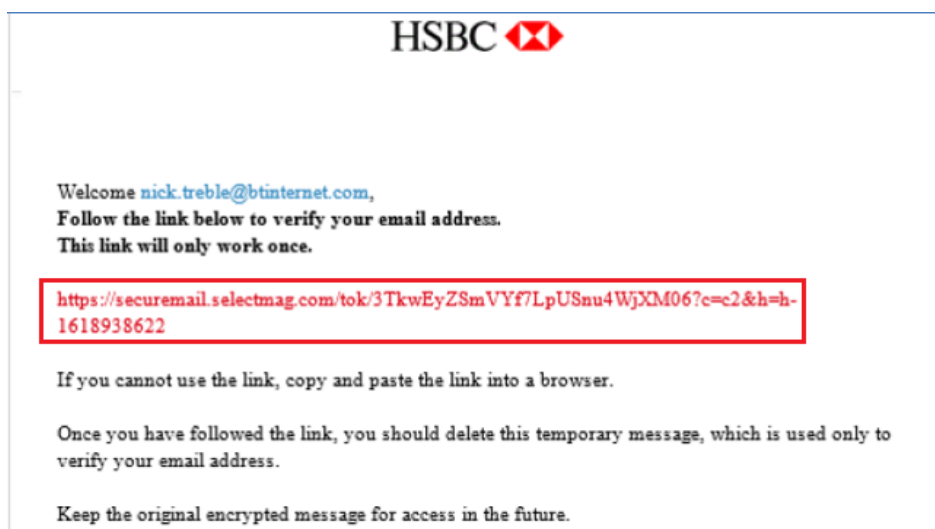 HSBC
Welcome nick.treble@btinternet.com,
Follow the link below to verify your email address.
This link will only work once.
https://securemail.selectmag.com/tok/3TkwEyZSmVYf7LpUSnu4WjXM06?c=c2&h=h-
1618938622
If you cannot use the link, copy and paste the link into a browser.
Once you have followed the link, you should delete this temporary message, which is used only to
verify your email address.
Keep the original encrypted message for access in the future.